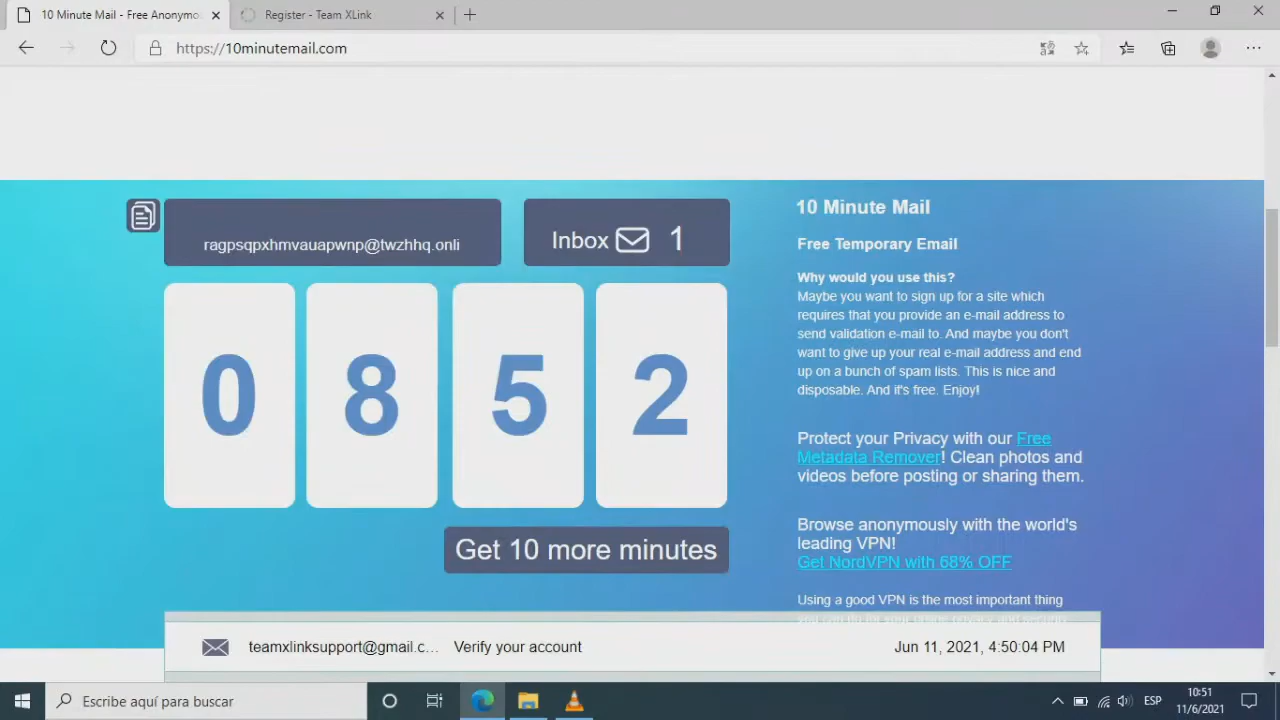 10 Minute Mail - Free Anonymo
Register - Team XLink
https://10minutemail.com
ragpsqpxhmvauapwnp@twzhhq.onli
Inbox 1
0 8 5 2
Get 10 more minutes
10 Minute Mail
Free Temporary Email
Why would you use this?
Maybe you want to sign up for a site which
requires that you provide an e-mail address to
send validation e-mail to. And maybe you don't
want to give up your real e-mail address and end
up on a bunch of spam lists. This is nice and
disposable. And it's free. Enjoy!
Protect your Privacy with our Free
Metadata Remover! Clean photos and
videos before posting or sharing them.
Browse anonymously with the world's
leading VPN!
Get NordVPN with 68% OFF
Using a good VPN is the most important thing
teamxlinksupport@gmail.c... Verify your account Jun 11, 2021, 4:50:04 PM
Escribe aquí para buscar
ESP
10:51
11/6/2021